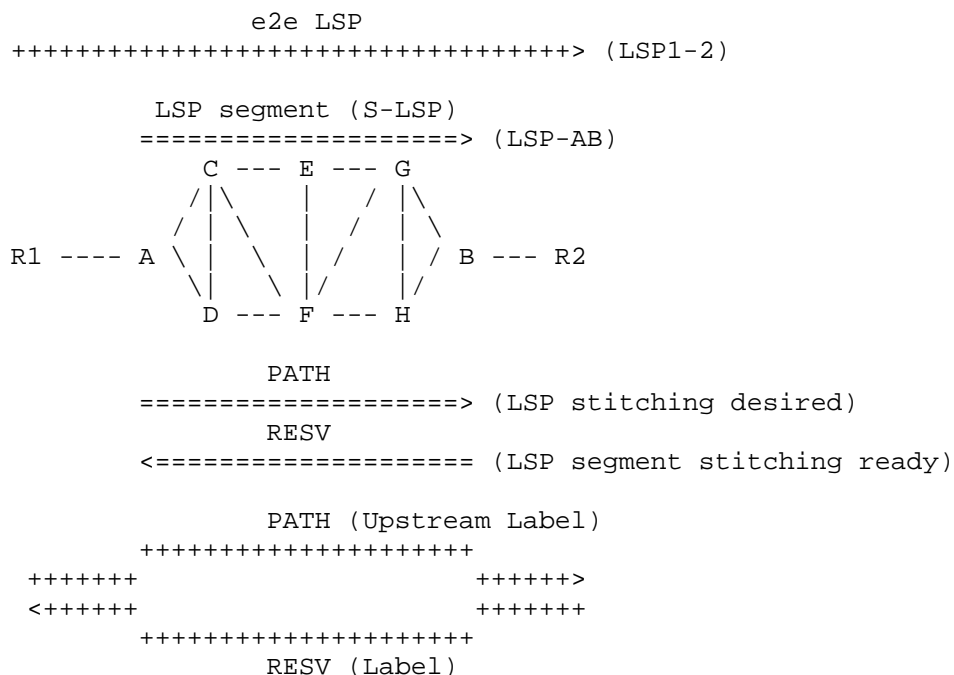 e2e LSP
++++++++++++++++++++++++++++++++++> (LSP1-2)
LSP segment (S-LSP)
====================> (LSP-AB)
C --- E --- G
/|\ | / |\
/ | \ | / | \
R1 ---- A \ | \ | / | / B --- R2
\| \ |/ |/
D --- F --- H
PATH
====================> (LSP stitching desired)
RESV
<==================== (LSP segment stitching ready)
PATH (Upstream Label)
+++++++++++++++++++++
+++++++ ++++++>
<++++++ +++++++
+++++++++++++++++++++
RESV (Label)